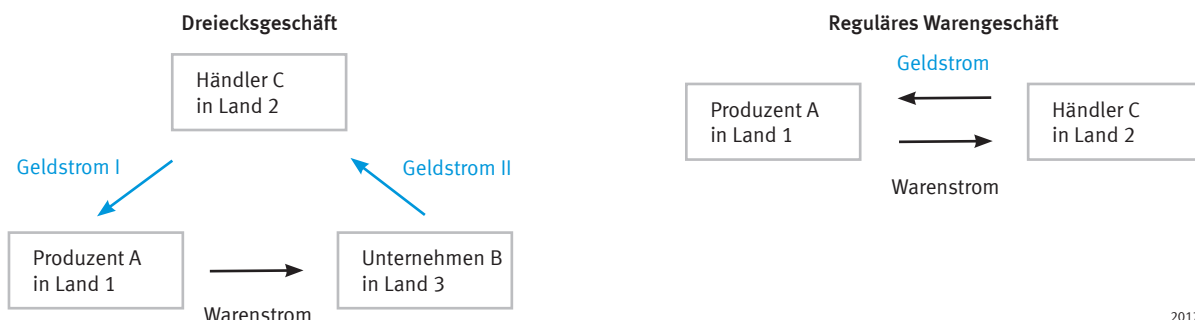 Dreiecksgeschäft
Händler C
in Land 2
Geldstrom I
Geldstrom II
Produzent A
in Land 1
Unternehmen B
in Land 3
Warenstrom
Reguläres Warengeschäft
Geldstrom
Produzent A
in Land 1
Händler C
in Land 2
Warenstrom
2012